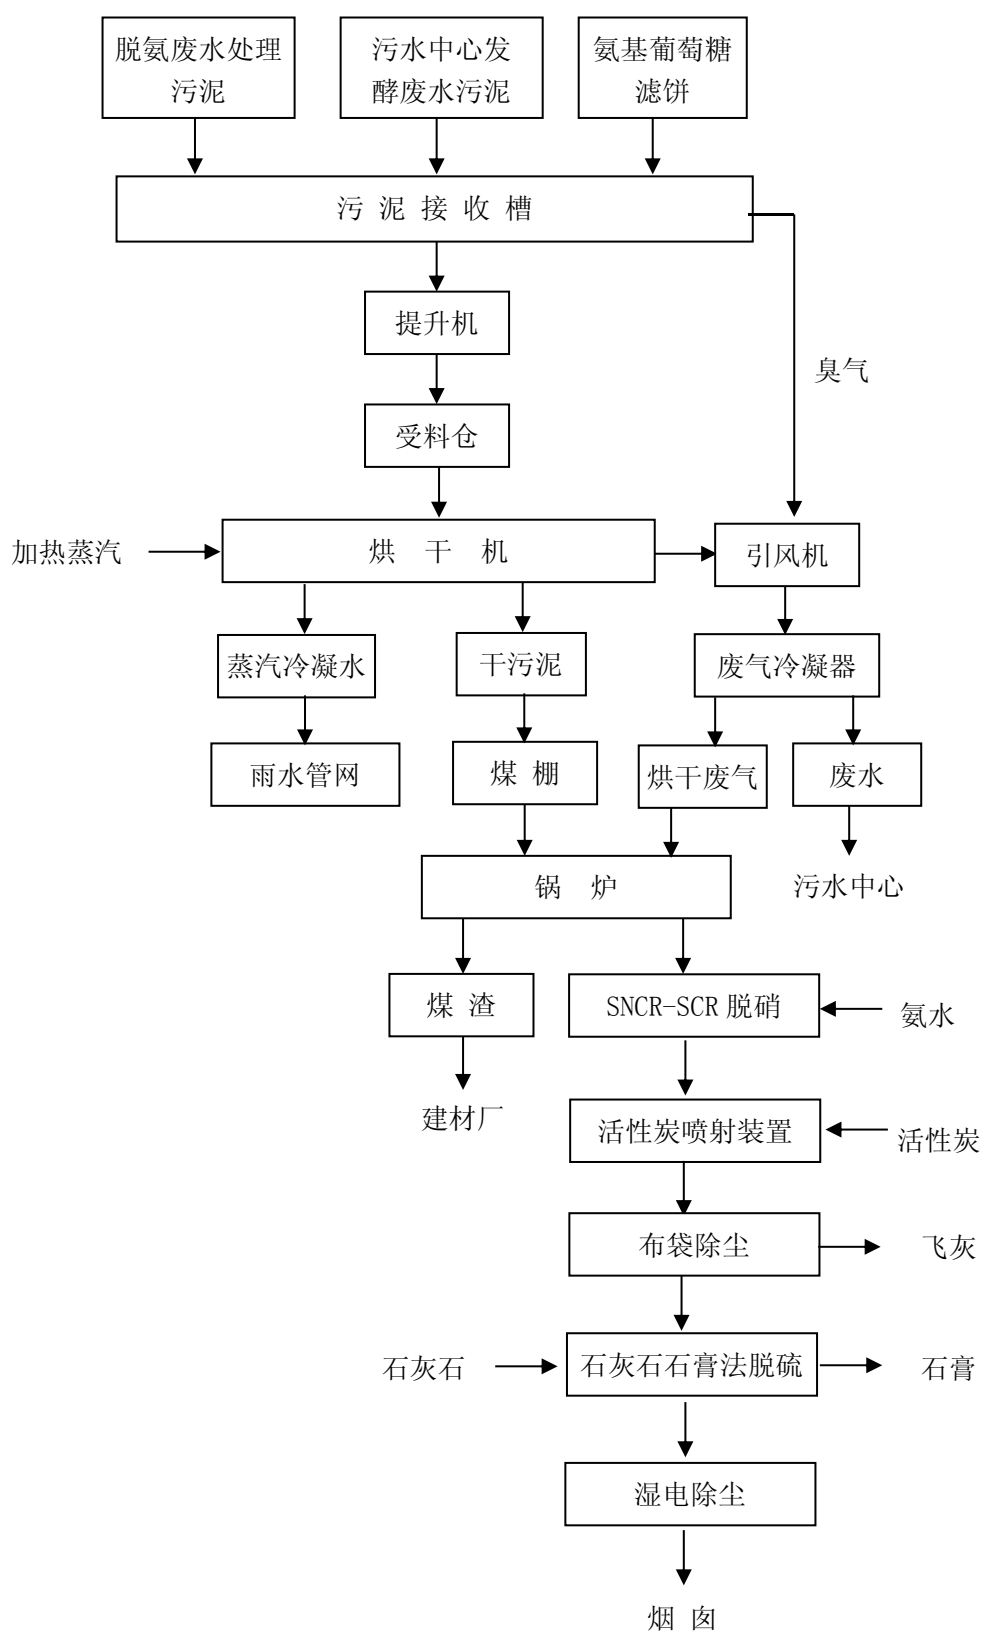 脱氨废水处理
污泥
污水中心发
酵废水污泥
氨基葡萄糖
滤饼
污 泥 接 收 槽
提升机
臭气
受料仓
加热蒸汽
烘 干 机
引风机
蒸汽冷凝水
干污泥
废气冷凝器
雨水管网
煤 棚
烘干废气
废水
锅 炉
污水中心
煤 渣
SNCR-SCR 脱硝
氨水
建材厂
活性炭喷射装置
活性炭
布袋除尘
飞灰
石灰石
石灰石石膏法脱硫
石膏
湿电除尘
烟 囱